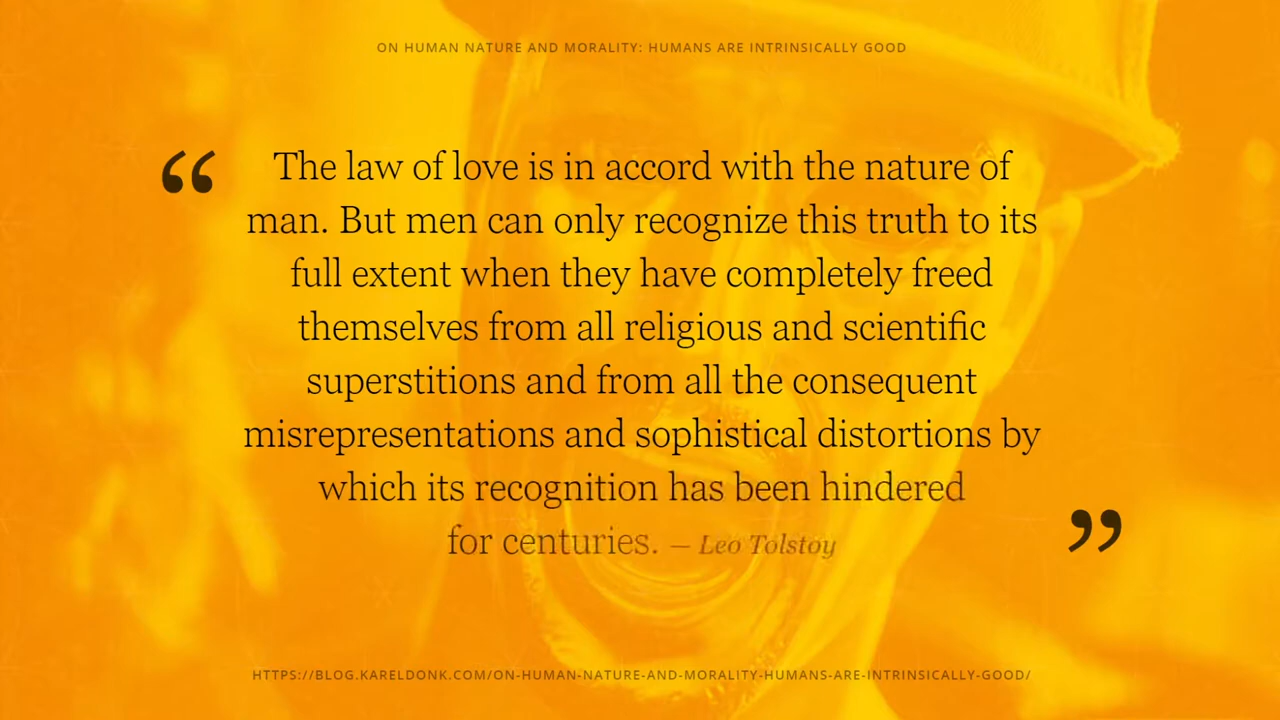 ON HUMAN NATURE AND MORALITY: HUMANS ARE INTRINSICALLY GOOD
“ The law of love is in accord with the nature of
man. But men can only recognize this truth to its
full extent when they have completely freed
themselves from all religious and scientific
superstitions and from all the consequent
misrepresentations and sophistical distortions by
which its recognition has been hindered
for centuries. — Leo Tolstoy ”
HTTPS://BLOG.KARELDONK.COM/ON-HUMAN-NATURE-AND-MORALITY-HUMANS-ARE-INTRINSICALLY-GOOD/